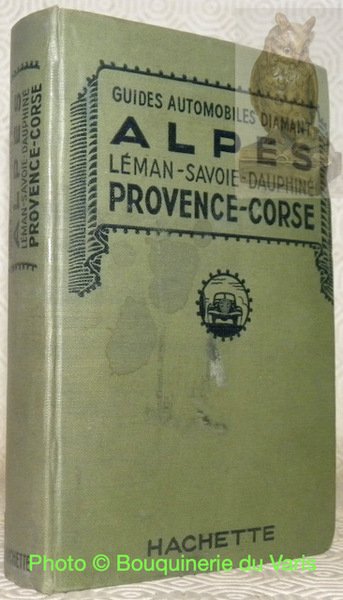 GUIDES AUTOMOBILES DIAMANT
ALPES
LÉMAN-SAVOIE-DAUPHINÉ
PROVENCE-CORSE
HACHETTE
ALPES
LÉMAN-SAVOIE-DAUPHINÉ
PROVENCE-CORSE
HACHETTE
Photo © Bouquinerie du Varis